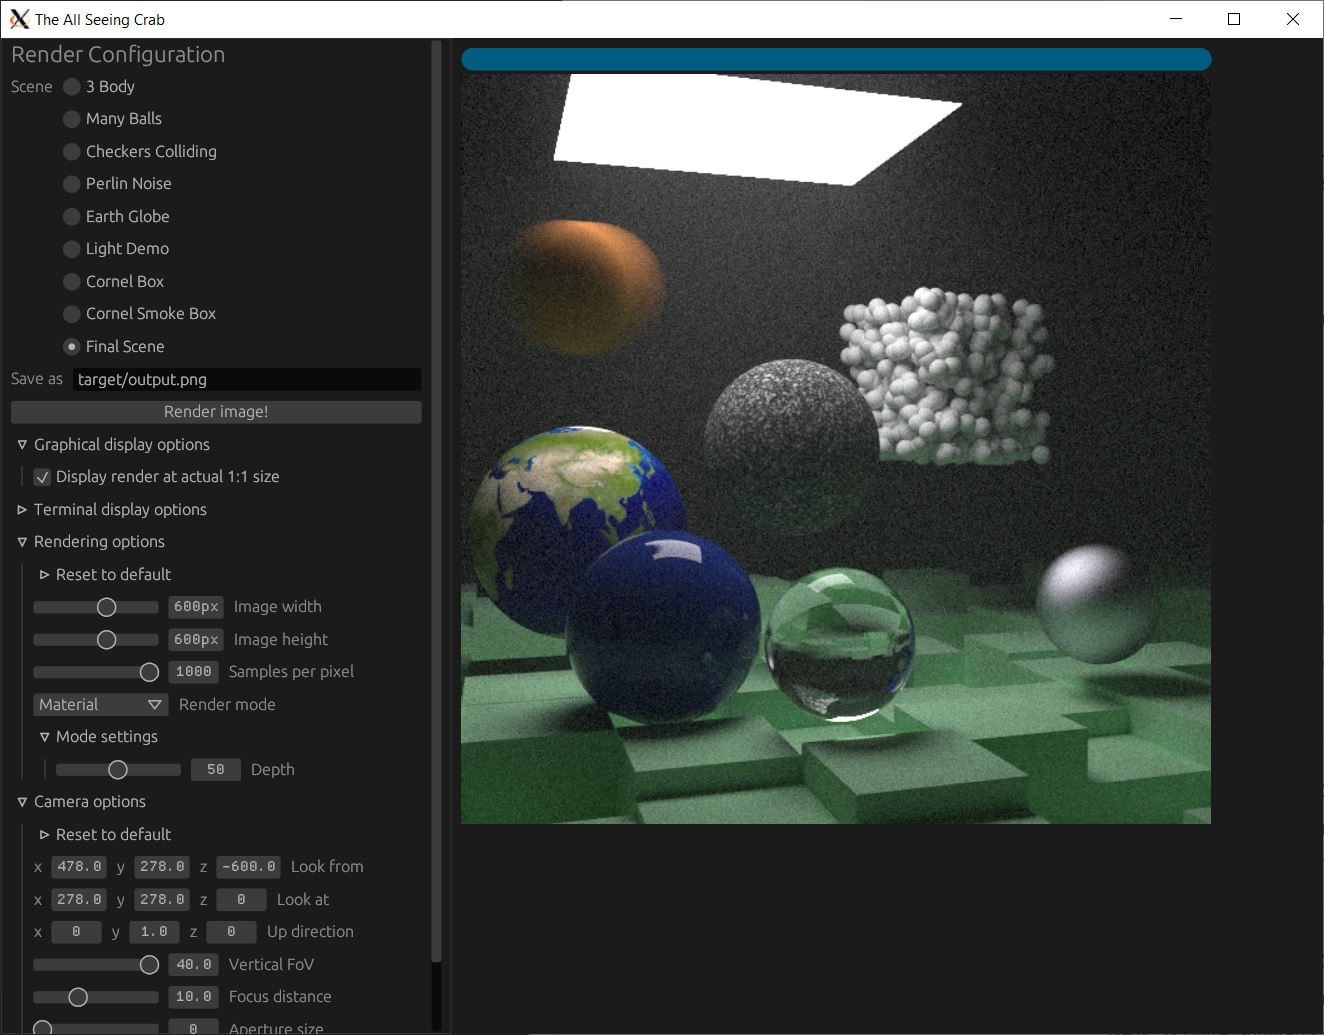 The All Seeing Crab
Render Configuration
Scene 3 Body
Many Balls
Checkers Colliding
Perlin Noise
Earth Globe
Light Demo
Cornel Box
Cornel Smoke Box
Final Scene
Save as target/output.png
Render image!
Graphical display options
Display render at actual 1:1 size
Terminal display options
Rendering options
Reset to default
600px Image width
600px Image height
1000 Samples per pixel
Material Render mode
Mode settings
50 Depth
Camera options
Reset to default
x 478.0 y 278.0 z -600.0 Look from
x 278.0 y 278.0 z 0 Look at
x 0 y 1.0 z 0 Up direction
40.0 Vertical FoV
10.0 Focus distance
0 Aperture size